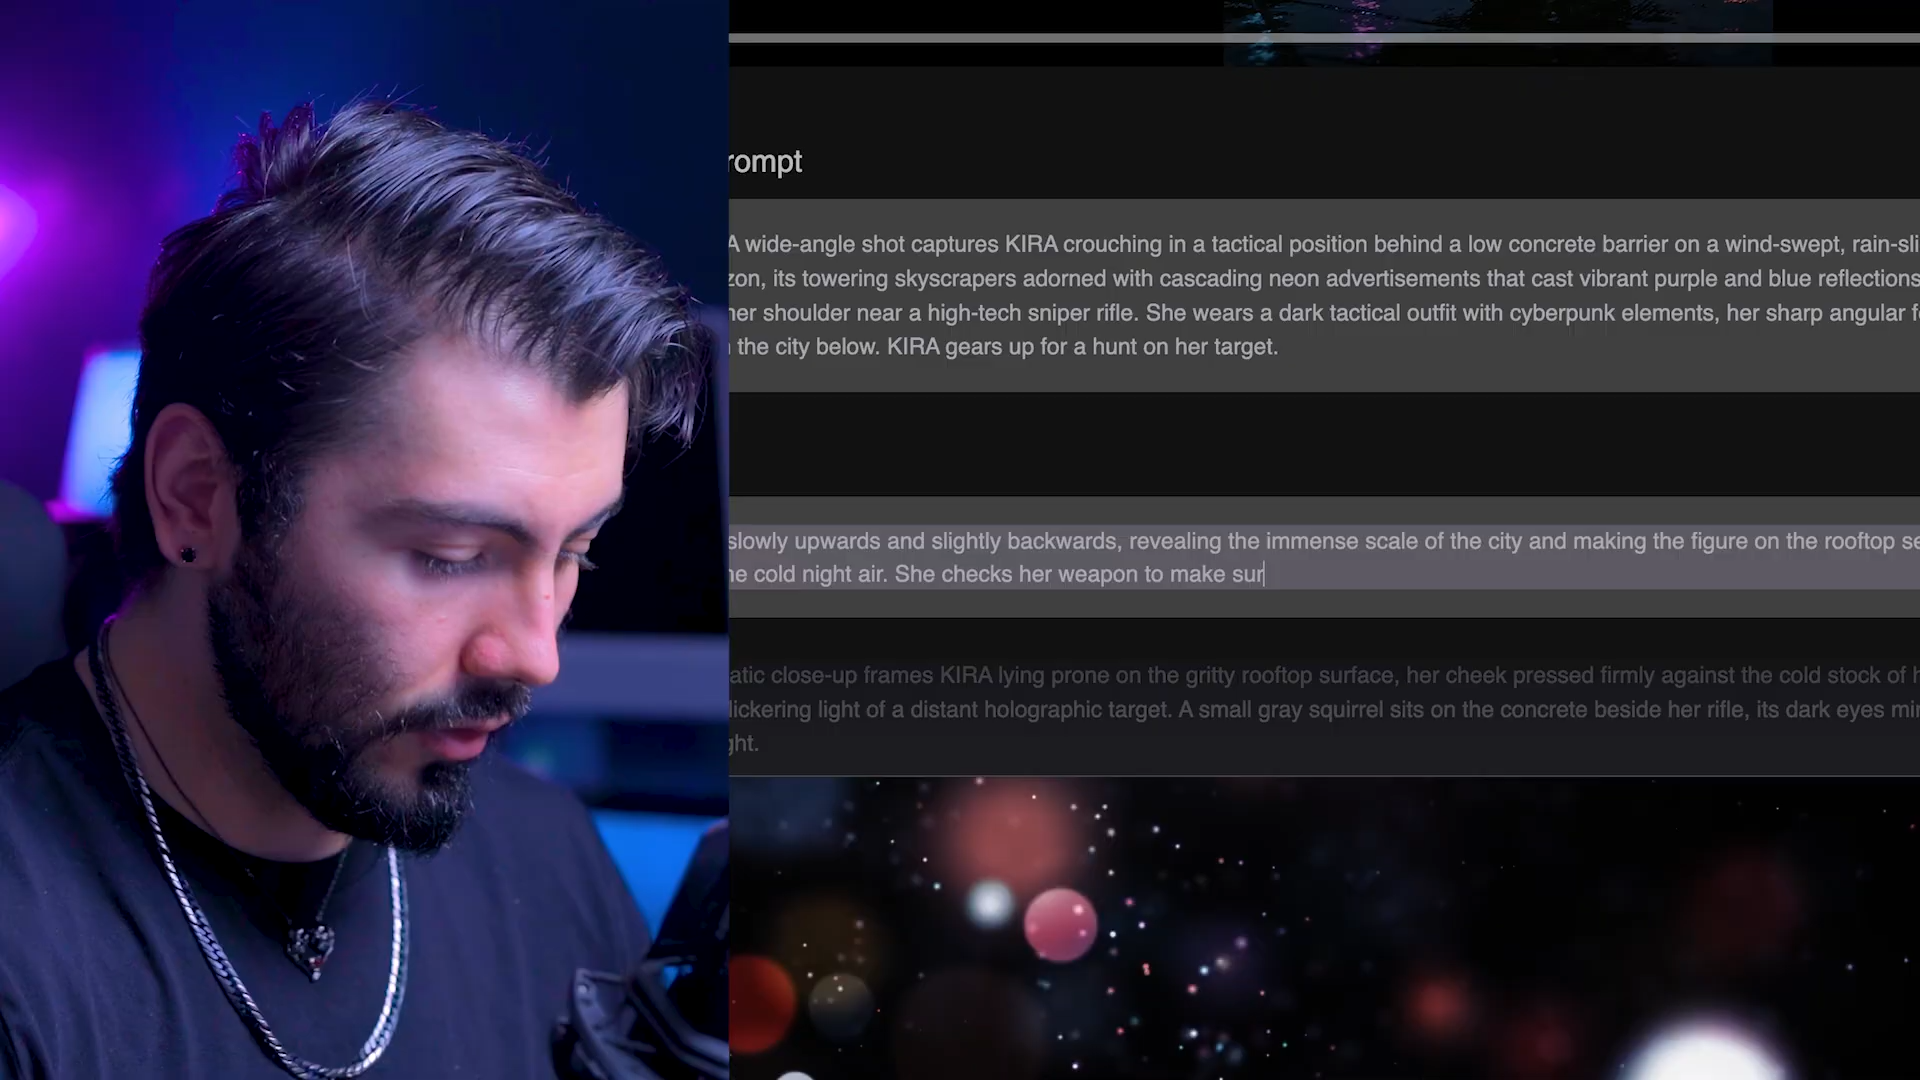 rompt
A wide-angle shot captures KIRA crouching in a tactical position behind a low concrete barrier on a wind-swept, rain-sli
zon, its towering skyscrapers adorned with cascading neon advertisements that cast vibrant purple and blue reflections
her shoulder near a high-tech sniper rifle. She wears a dark tactical outfit with cyberpunk elements, her sharp angular f
the city below. KIRA gears up for a hunt on her target.
slowly upwards and slightly backwards, revealing the immense scale of the city and making the figure on the rooftop se
he cold night air. She checks her weapon to make sur
atic close-up frames KIRA lying prone on the gritty rooftop surface, her cheek pressed firmly against the cold stock of h
lickering light of a distant holographic target. A small gray squirrel sits on the concrete beside her rifle, its dark eyes mir
ght.